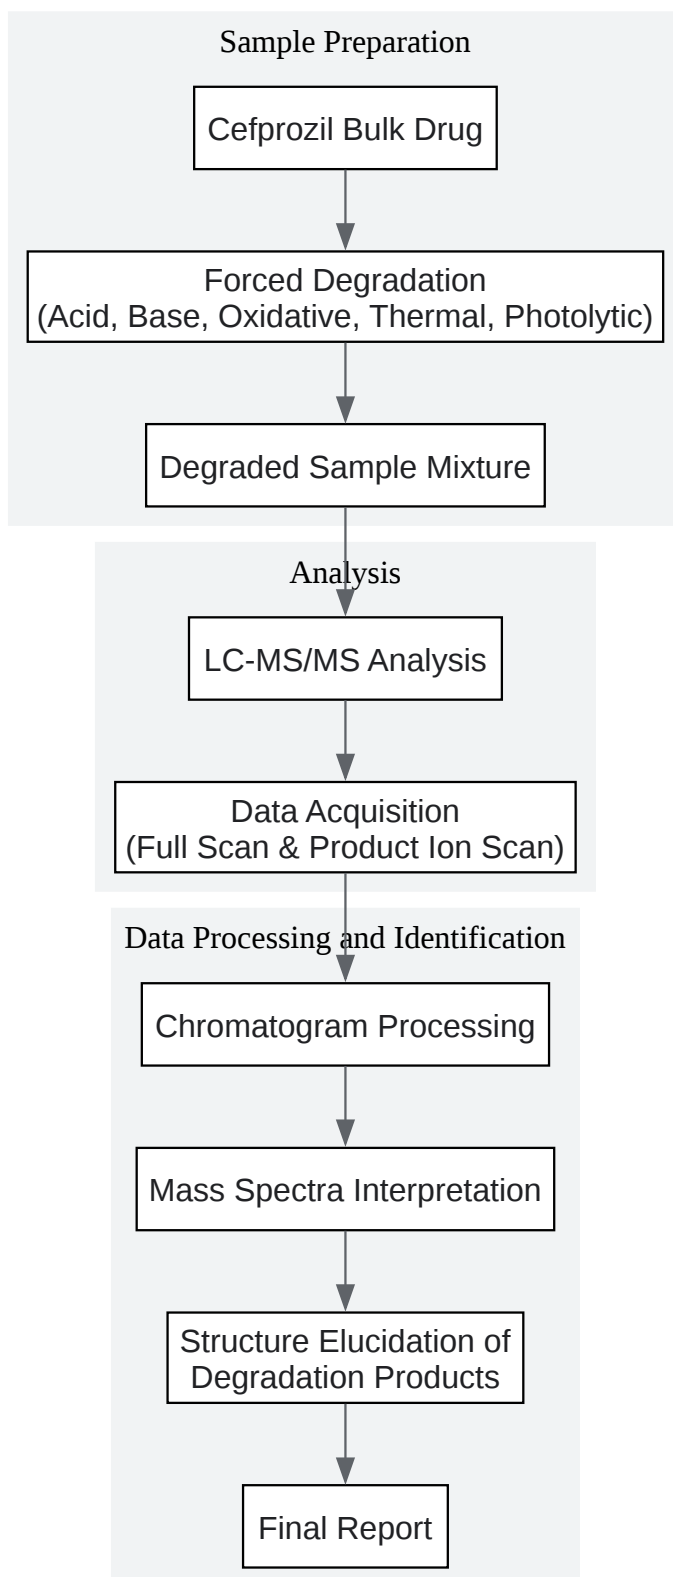 Sample Preparation
Cefprozil Bulk Drug
Forced Degradation
(Acid, Base, Oxidative, Thermal, Photolytic)
Degraded Sample Mixture
Analysis
LC-MS/MS Analysis
Data Acquisition
(Full Scan & Product Ion Scan)
Data Processing and Identification
Chromatogram Processing
Mass Spectra Interpretation
Structure Elucidation of
Degradation Products
Final Report